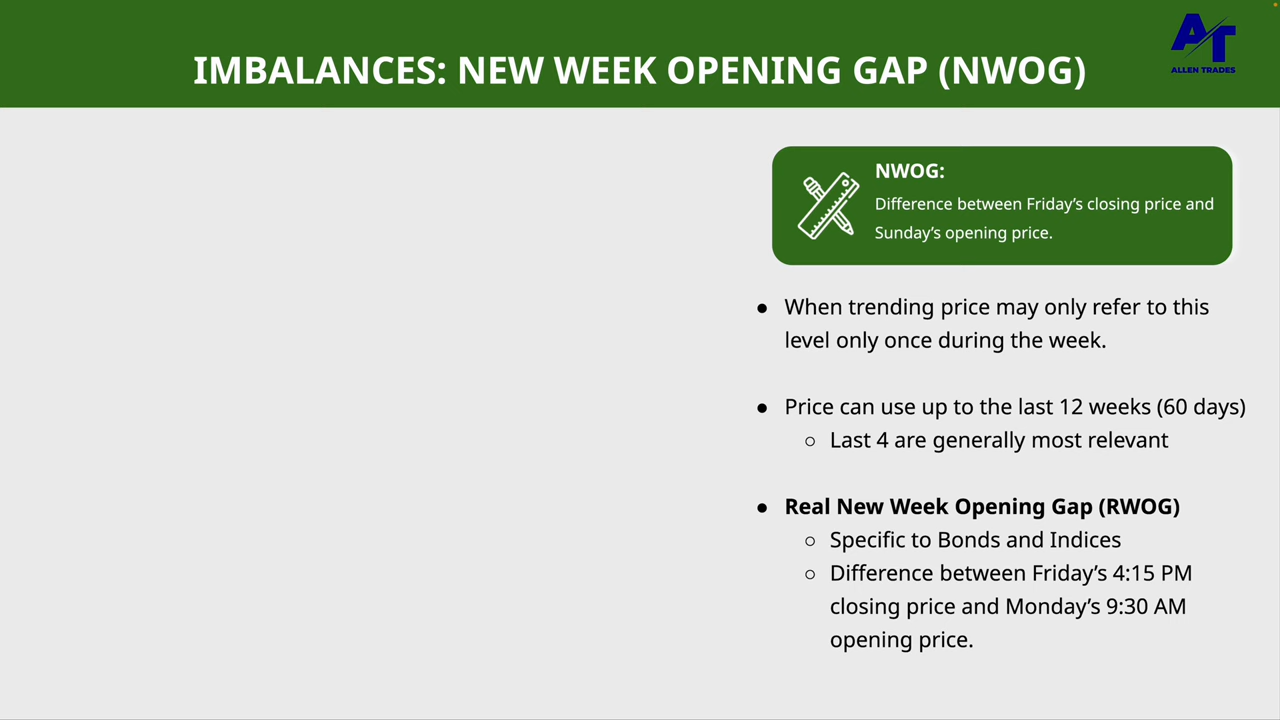 IMBALANCES: NEW WEEK OPENING GAP (NWOG)
AT
ALLEN TRADES
NWOG:
Difference between Friday’s closing price and
Sunday’s opening price.
● When trending price may only refer to this
level only once during the week.
● Price can use up to the last 12 weeks (60 days)
○ Last 4 are generally most relevant
● Real New Week Opening Gap (RWOG)
○ Specific to Bonds and Indices
○ Difference between Friday’s 4:15 PM
closing price and Monday’s 9:30 AM
opening price.